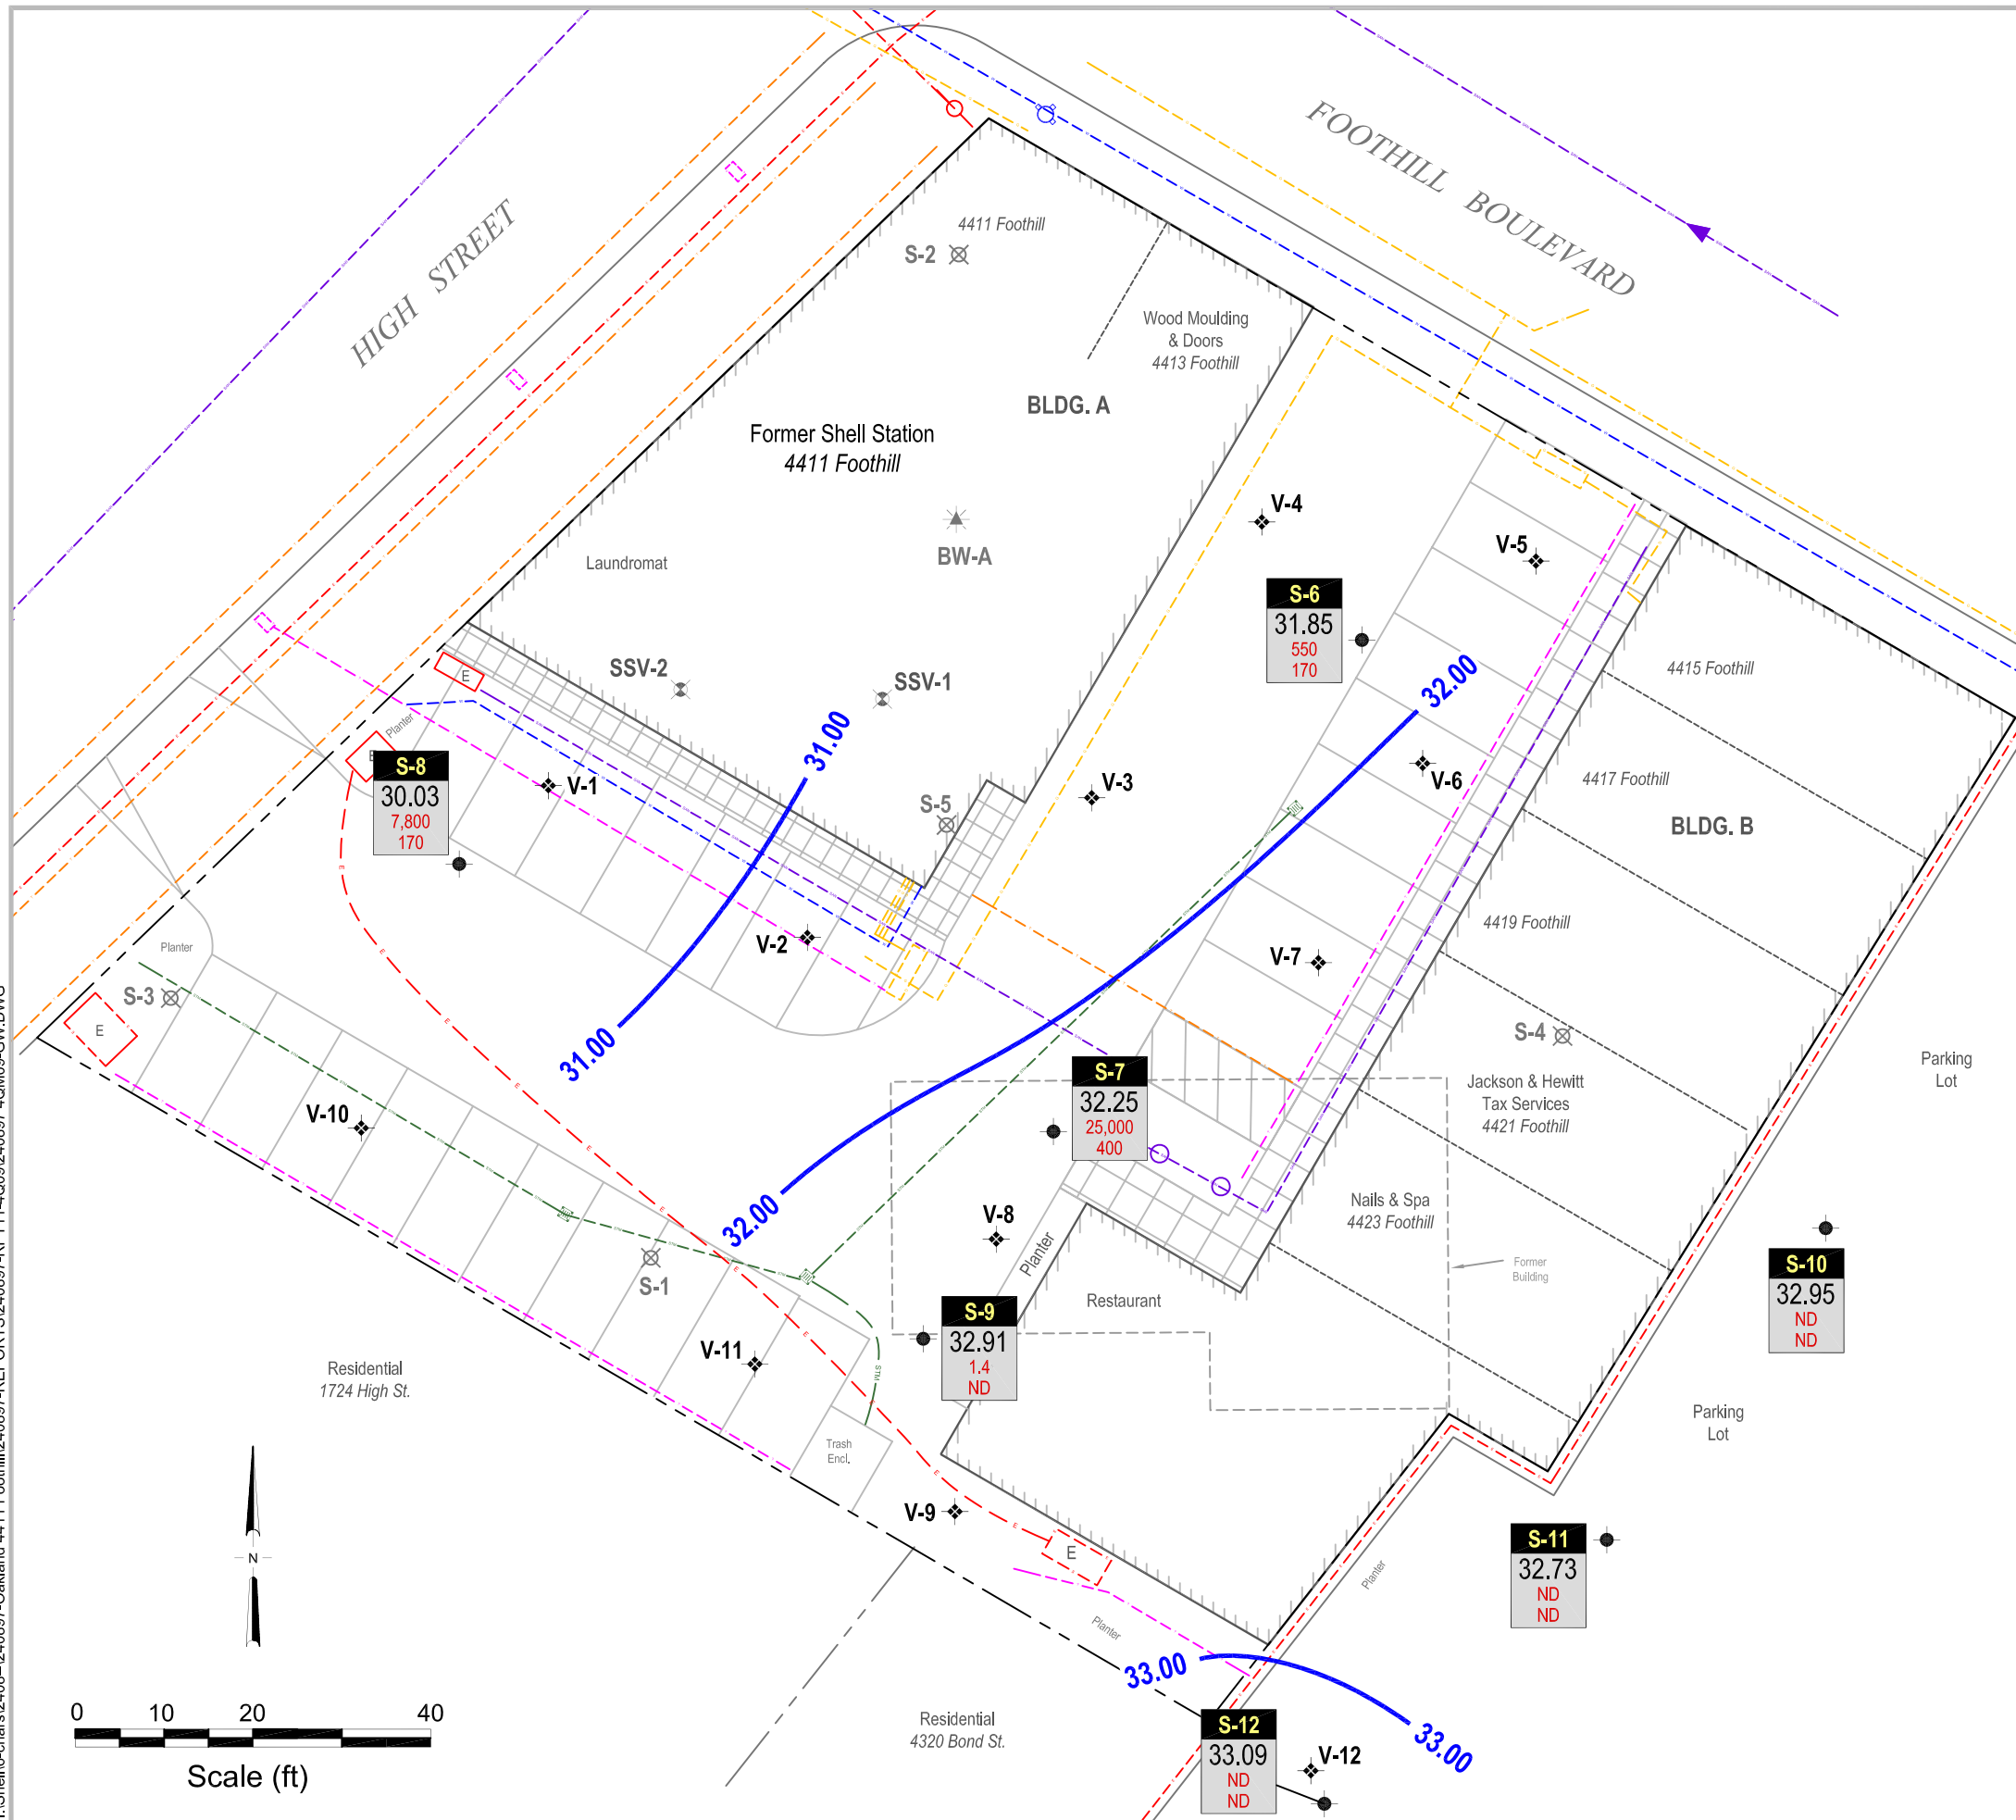 FOOTHILL BOULEVARD
HIGH STREET
4411 Foothill
S-2
Wood Moulding
& Doors
4413 Foothill
BLDG. A
Former Shell Station
4411 Foothill
V-4
BW-A
V-5
Laundromat
S-6
31.85
550
170
4415 Foothill
SSV-2
SSV-1
E
32.00
Planter
31.00
S-8
30.03
7,800
170
V-1
V-3
V-6
4417 Foothill
S-5
BLDG. B
4419 Foothill
V-2
V-7
Planter
S-3
E
31.00
S-4
Parking
Lot
S-7
32.25
25,000
400
Jackson & Hewitt
Tax Services
4421 Foothill
V-10
Nails & Spa
4423 Foothill
32.00
V-8
Planter
S-1
Former
Building
S-10
32.95
ND
ND
Restaurant
S-9
32.91
1.4
ND
V-11
Residential
1724 High St.
STM
Parking
Lot
Trash
Encl.
V-9
E
S-11
32.73
ND
ND
N
Planter
Planter
33.00
0 10 20 40
Scale (ft)
Residential
4320 Bond St.
S-12
33.09
ND
ND
V-12
33.00